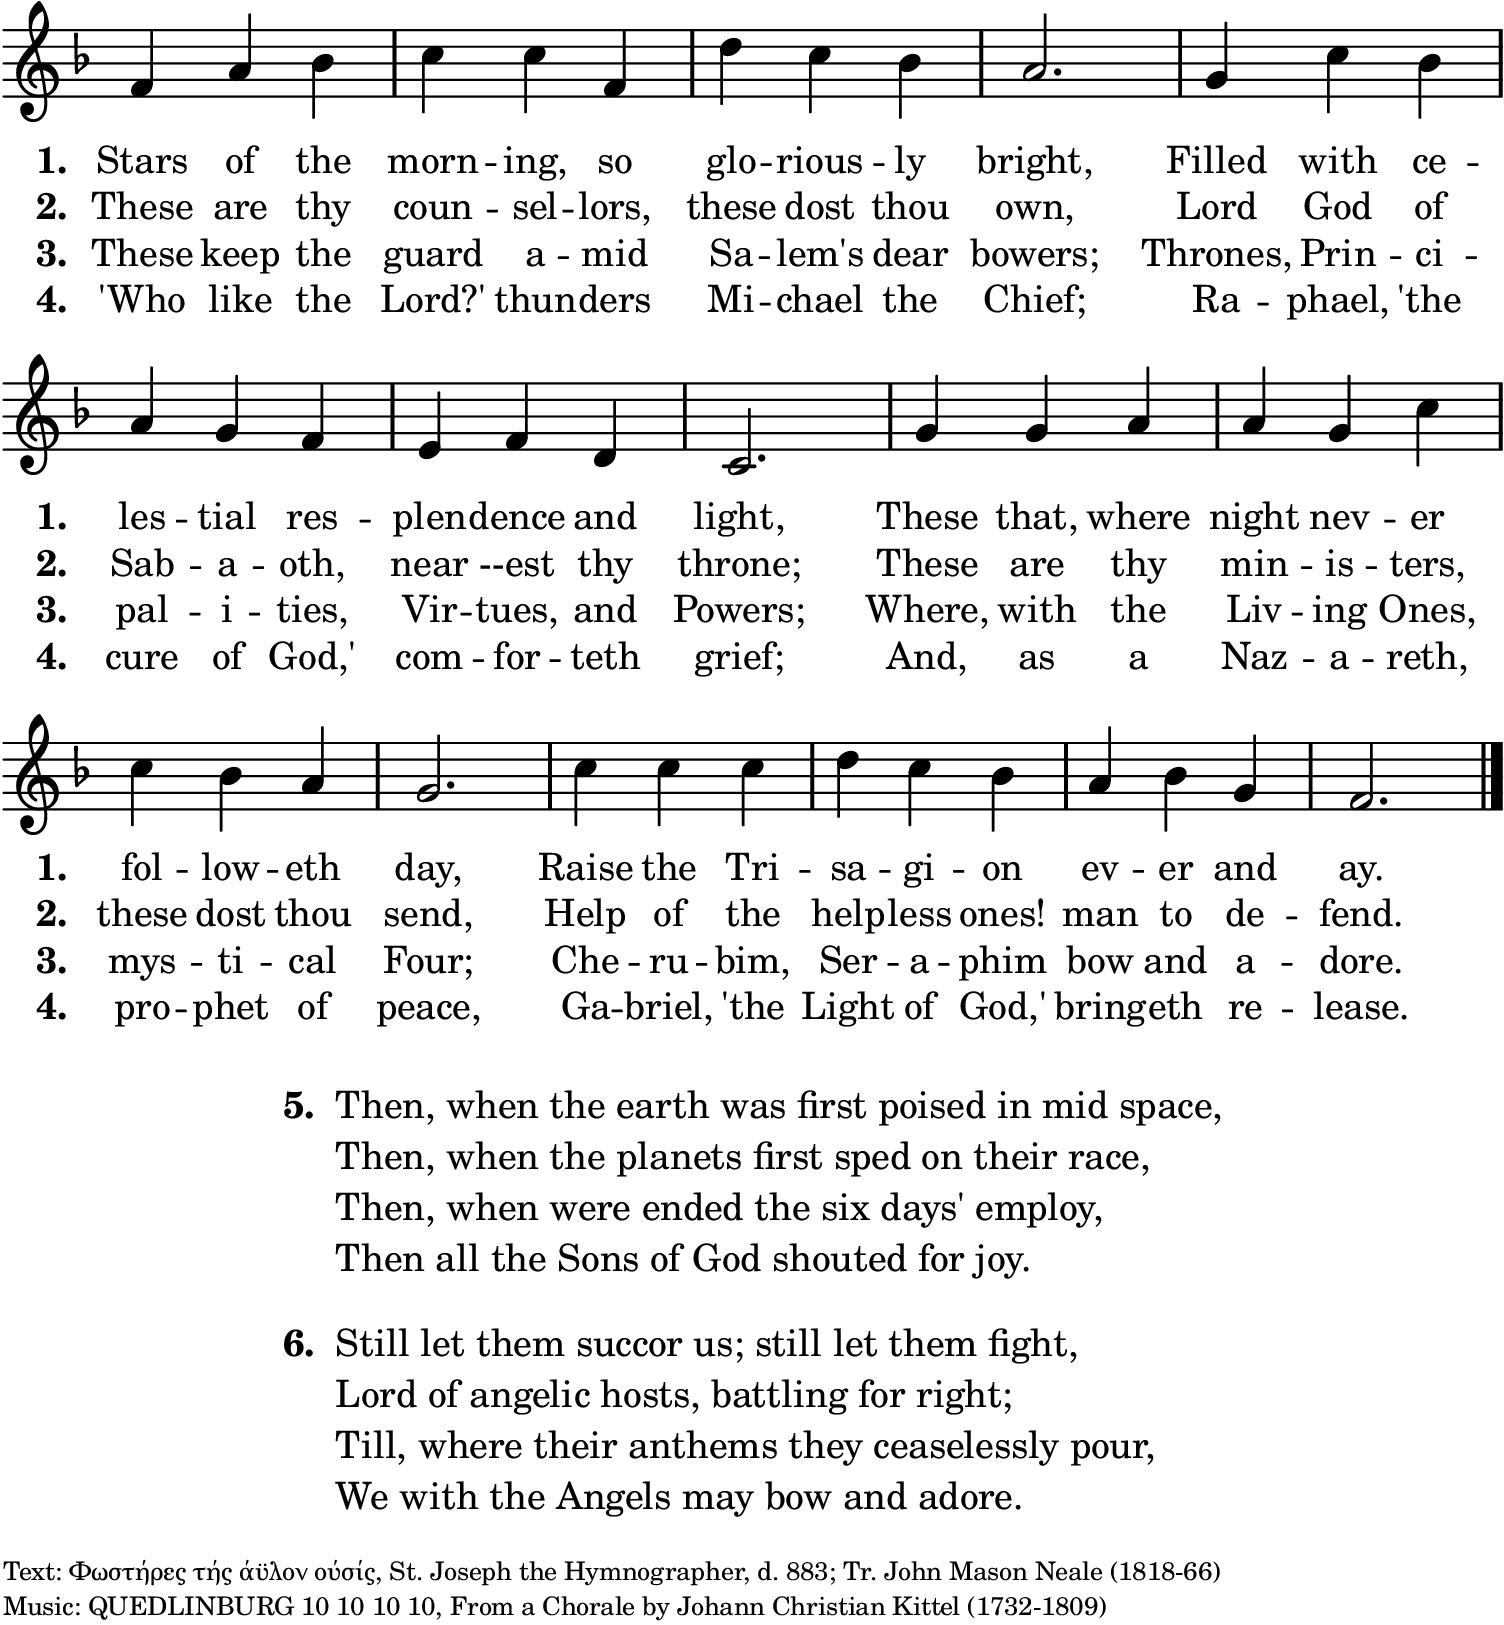 1. Stars of the morn -- ing, so glo -- rious -- ly bright, Filled with ce --
2. These are thy coun -- sel -- lors, these dost thou own, Lord God of
3. These keep the guard a -- mid Sa -- lem's dear bowers; Thrones, Prin -- ci --
4. 'Who like the Lord?' thunders Mi -- chael the Chief; Ra -- phael, 'the
1. les -- tial res -- plendence and light, These that, where night nev -- er
2. Sab -- a -- oth, near --est thy throne; These are thy min -- is -- ters,
3. pal -- i -- ties, Vir -- tues, and Powers; Where, with the Liv -- ing Ones,
4. cure of God,' com -- for -- teth grief; And, as a Naz -- a -- reth,
1. fol -- low -- eth day, Raise the Tri -- sa -- gi -- on ev -- er and ay.
2. these dost thou send, Help of the helpless ones! man to de -- fend.
3. mys -- ti -- cal Four; Che -- ru -- bim, Ser -- a -- phim bow and a -- dore.
4. pro -- phet of peace, Ga -- briel, 'the Light of God,' bringeth re -- lease.
5. Then, when the earth was first poised in mid space,
Then, when the planets first sped on their race,
Then, when were ended the six days' employ,
Then all the Sons of God shouted for joy.
6. Still let them succor us; still let them fight,
Lord of angelic hosts, battling for right;
Till, where their anthems they ceaselessly pour,
We with the Angels may bow and adore.
Text: Φωστήρες τής άϋλον ούσίς, St. Joseph the Hymnographer, d. 883; Tr. John Mason Neale (1818-66)
Music: QUEDLINBURG 10 10 10 10, From a Chorale by Johann Christian Kittel (1732-1809)